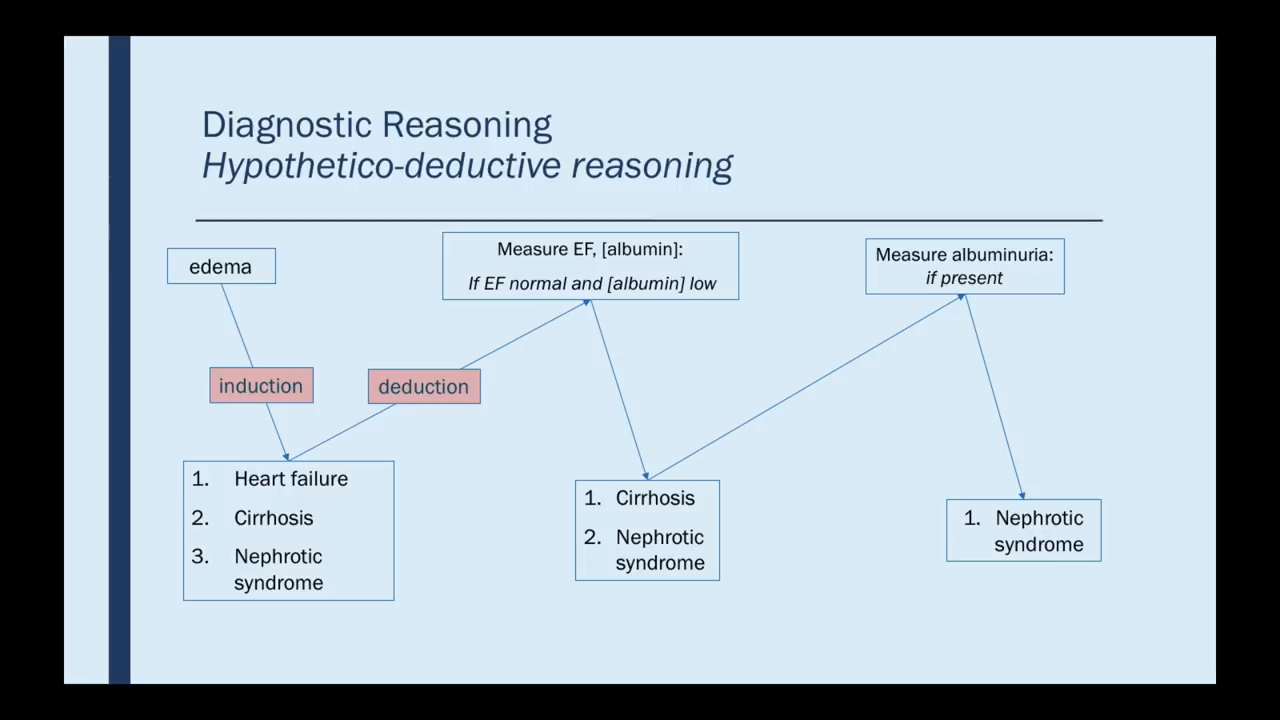 Diagnostic Reasoning
Hypothetico-deductive reasoning
edema
Measure EF, [albumin]:
If EF normal and [albumin] low
Measure albuminuria:
if present
induction
deduction
1. Heart failure
2. Cirrhosis
3. Nephrotic
syndrome
1. Cirrhosis
2. Nephrotic
syndrome
1. Nephrotic
syndrome